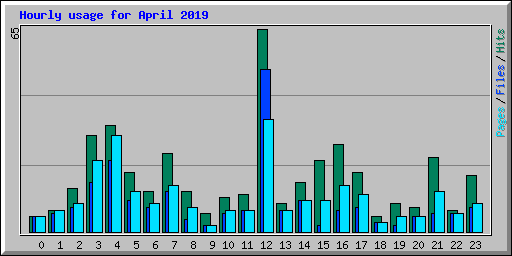 Hourly usage for April 2019
65
Pages/Files/Hits
0 1 2 3 4 5 6 7 8 9 10 11 12 13 14 15 16 17 18 19 20 21 22 23